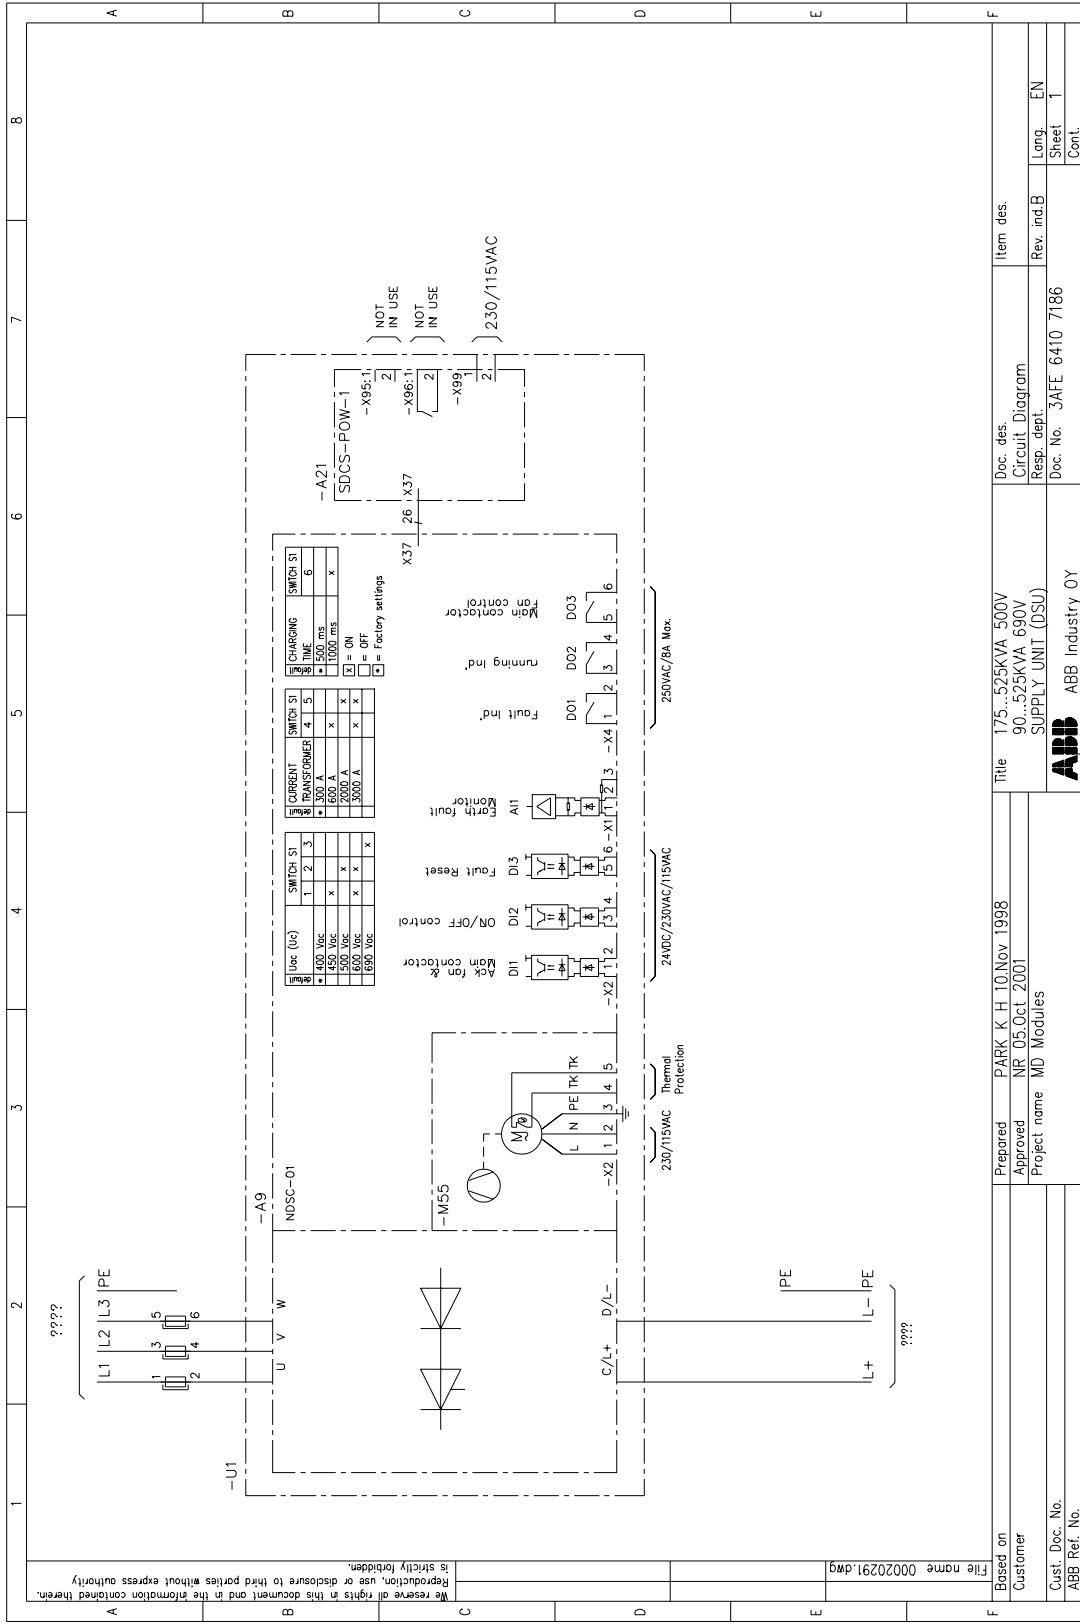 1 2 3 4 5 6 7 8
A
B
C
D
E
F
A
B
C
D
E
F
????
L1 L2 L3 PE
1 3 5
2 4 6
U V W
-U1
-A9
NDSC-01
C/L+ D/L-
PE
L+ L- PE
????
-M55
M
~
L N PE TK TK
-X2 1 2 3 4 5
230/115VAC
Thermal
Protection
default Uac (Uc) SWITCH S1
1 2 3
* 400 Vac
450 Vac x
500 Vac x
600 Vac x x
690 Vac x
default CURRENT TRANSFORMER SWITCH S1
4 5
* 300 A
600 A x
2000 A x
3000 A x x
default CHARGING TIME SWITCH S1
6
* 500 ms
1000 ms x
x = ON
= OFF
* = Factory settings
Ack fan &
Main contactor
ON/OFF control
Fault Reset
Earth fault
Monitor
Fault Ind'
running Ind'
Main contactor
Fan control
DI1 DI2 DI3 AI1 DO1 DO2 DO3
-X2 1 2 3 4 5 6 -X1 1 2 3 -X4 1 2 3 4 5 6
24VDC/230VAC/115VAC
250VAC/8A Max.
X37 26 X37
-A21
SDCS-POW-1
-X95:1
2
NOT
IN USE
-X96:1
2
NOT
IN USE
-X99 1
2
230/115VAC
We reserve all rights in this document and in the information contained therein.
Reproduction, use or disclosure to third parties without express authority
is strictly forbidden.
File name 00020291.dwg
Based on
Customer
Cust. Doc. No.
ABB Ref. No.
Prepared PARK K H 10.Nov 1998
Approved NR 05.Oct 2001
Project name MD Modules
Title 175...525KVA 500V
90...525KVA 690V
SUPPLY UNIT (DSU)
ABB ABB Industry OY
Doc. des.
Circuit Diagram
Resp. dept.
Doc. No. 3AFE 6410 7186
Item des.
Rev. ind.B
Lang. EN
Sheet 1
Cont.